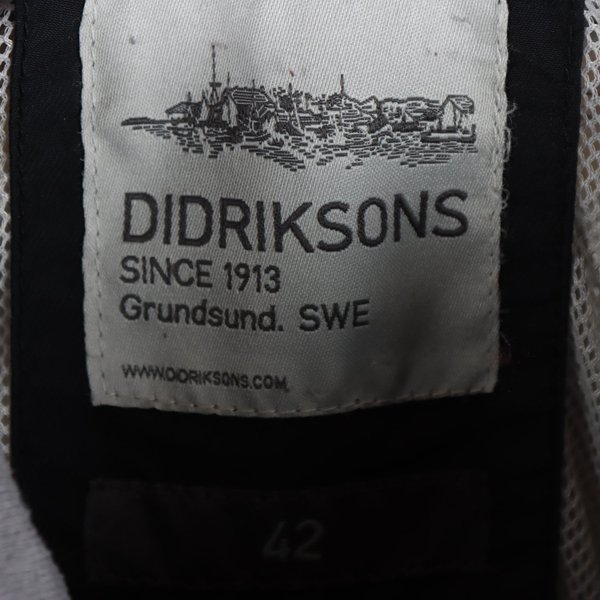 DIDRIKSONS
SINCE 1913
Grundsund. SWE
WWW.DIDRIKSONS.COM
42